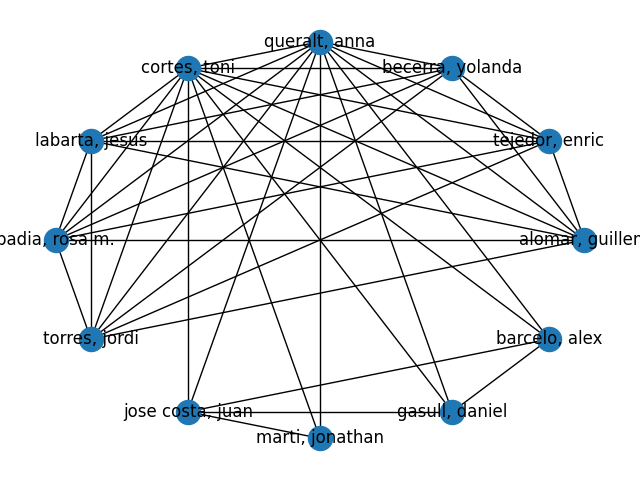 queralt, anna
cortes, toni
becerra, yolanda
labarta, jesus
tejedor, enric
badia, rosa m.
alomar, guillem
torres, jordi
barcelo, alex
jose costa, juan
gasull, daniel
marti, jonathan